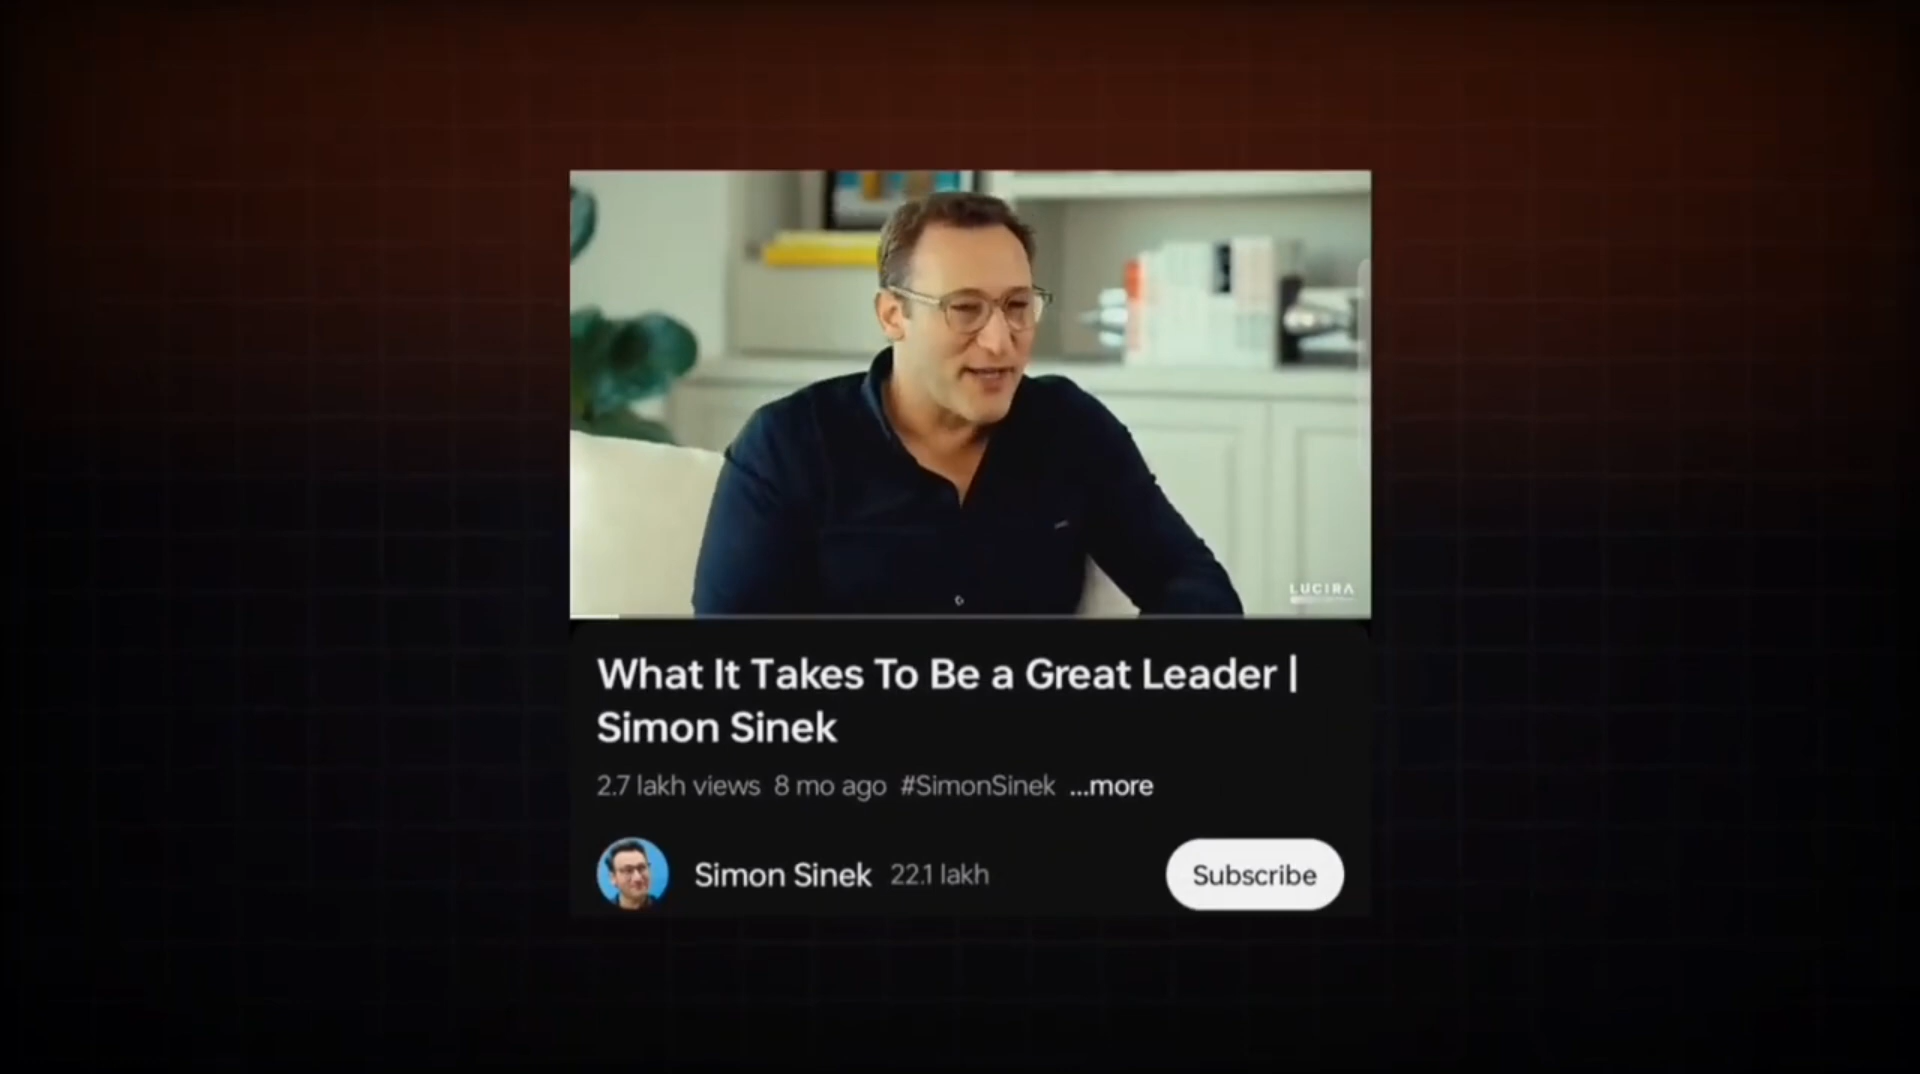 LUCIRA
What It Takes To Be a Great Leader |
Simon Sinek
2.7 lakh views 8 mo ago #SimonSinek ...more
Simon Sinek 22.1 lakh
Subscribe